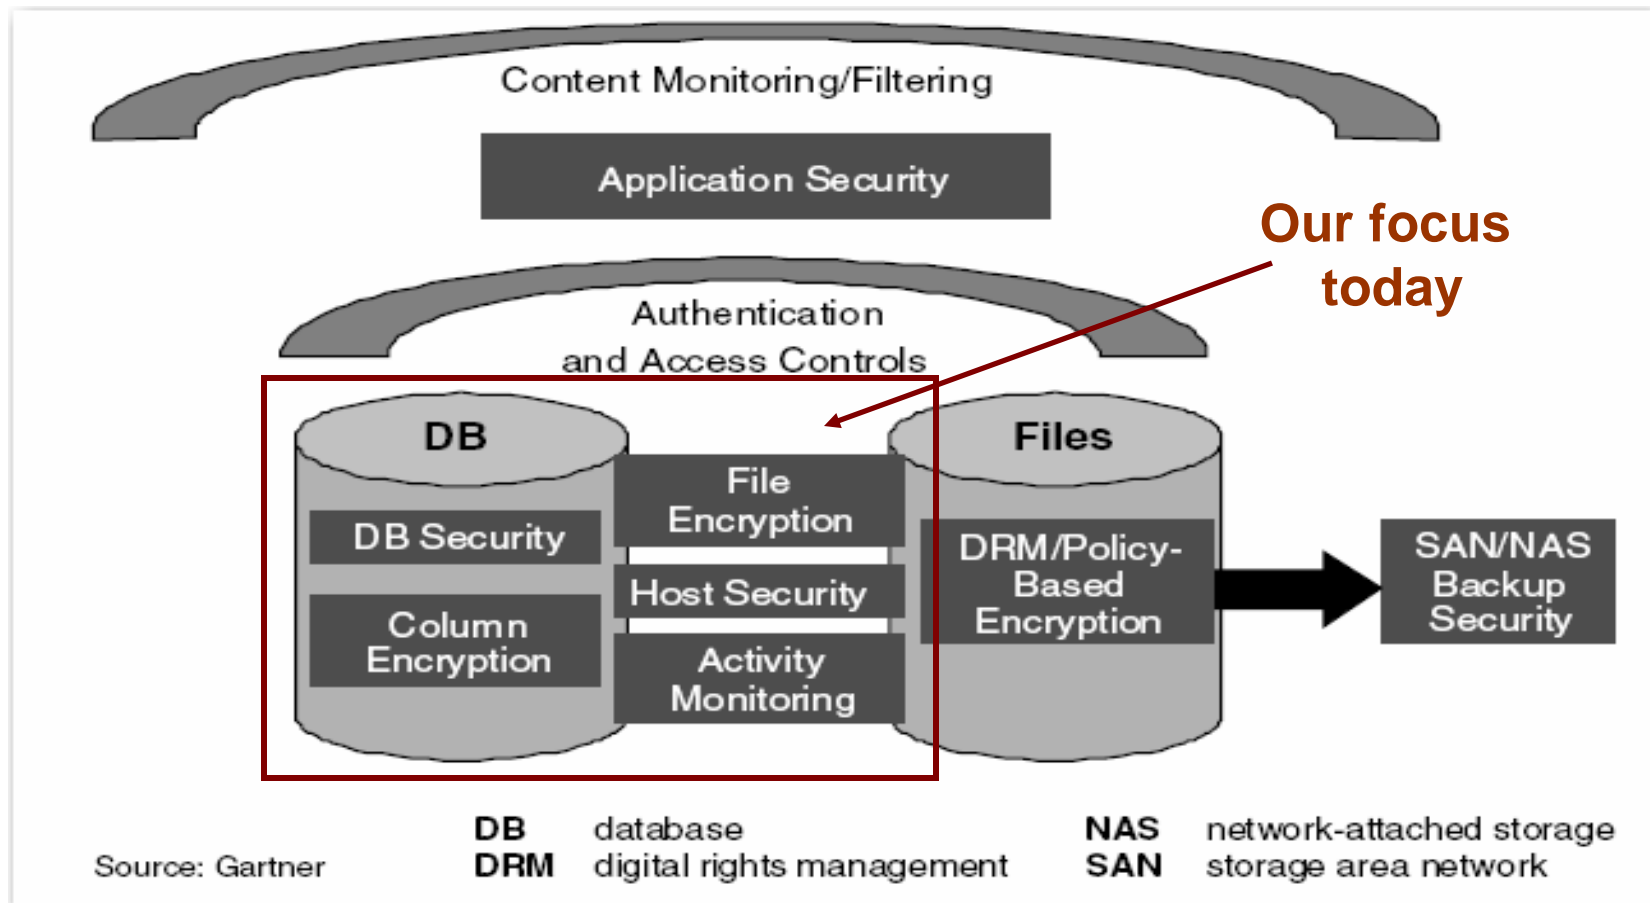 Content Monitoring/Filtering
Application Security
Our focus
today
Authentication
and Access Controls
DB
DB Security
Column
Encryption
File
Encryption
Host Security
Activity
Monitoring
Files
DRM/Policy-
Based
Encryption
SAN/NAS
Backup
Security
DB database
DRM digital rights management
NAS network-attached storage
SAN storage area network
Source: Gartner